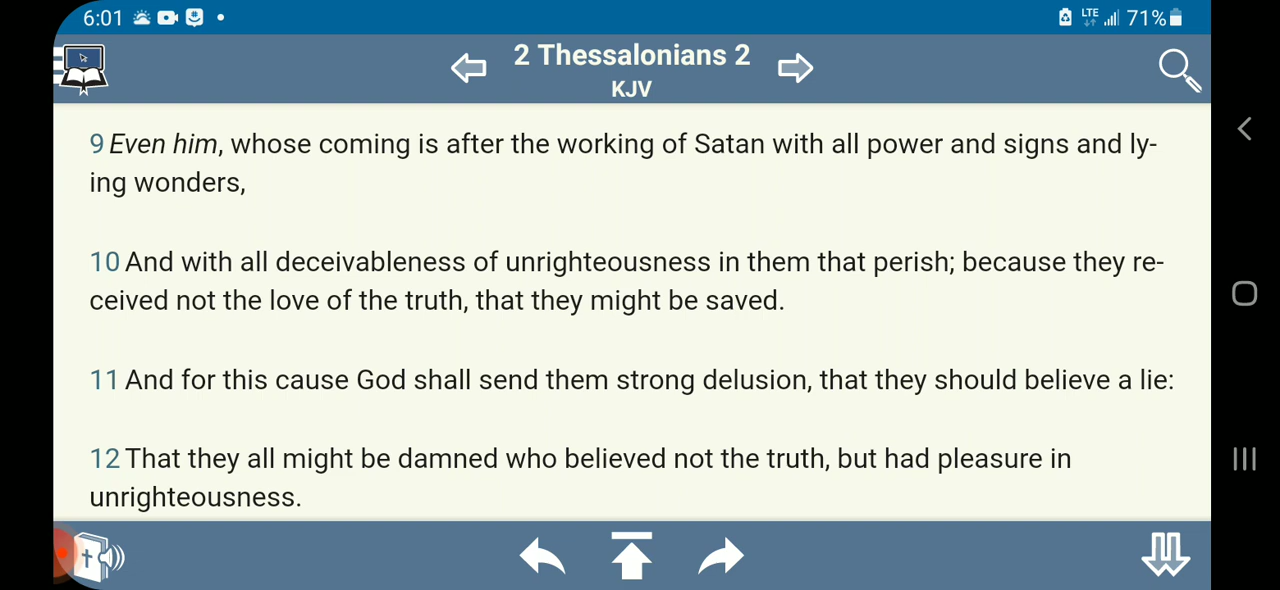 6:01 LTE 71%
2 Thessalonians 2
KJV
9 Even him, whose coming is after the working of Satan with all power and signs and ly-
ing wonders,
10 And with all deceivableness of unrighteousness in them that perish; because they re-
ceived not the love of the truth, that they might be saved.
11 And for this cause God shall send them strong delusion, that they should believe a lie:
12 That they all might be damned who believed not the truth, but had pleasure in
unrighteousness.